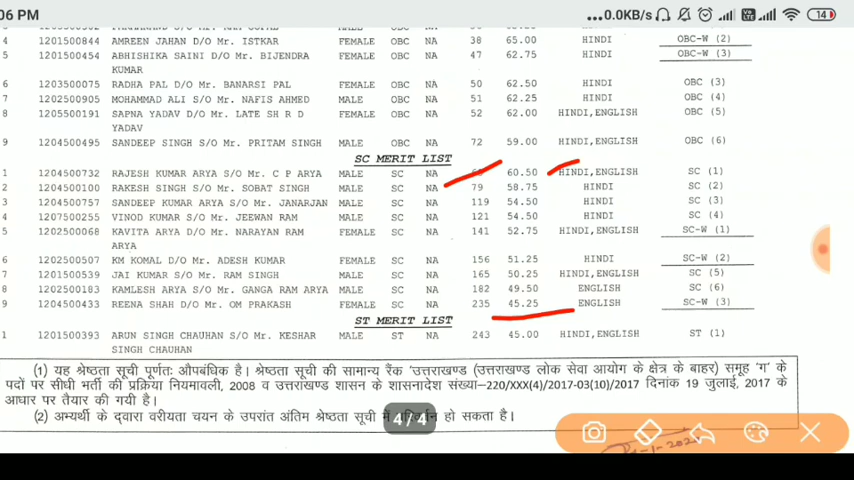 06 PM ...0.0KB/s Vo LTE 14
4 1201500844 AMREEN JAHAN D/O Mr. ISTKAR FEMALE OBC NA 38 65.00 HINDI OBC-W (2)
5 1201500454 ABHISHIKA SAINI D/O Mr. BIJENDRA FEMALE OBC NA 47 62.75 HINDI OBC-W (3)
KUMAR
6 1203500075 RADHA PAL D/O Mr. BANARSI PAL FEMALE OBC NA 50 62.50 HINDI OBC (3)
7 1202500905 MOHAMMAD ALI S/O Mr. NAFIS AHMED MALE OBC NA 51 62.25 HINDI OBC (4)
8 1205500191 SAPNA YADAV D/O Mr. LATE SH R D FEMALE OBC NA 52 62.00 HINDI,ENGLISH OBC (5)
YADAV
9 1204500495 SANDEEP SINGH S/O Mr. PRITAM SINGH MALE OBC NA 72 59.00 HINDI,ENGLISH OBC (6)
SC MERIT LIST
1 1204500732 RAJESH KUMAR ARYA S/O Mr. C P ARYA MALE SC NA 60.50 HINDI,ENGLISH SC (1)
2 1204500100 RAKESH SINGH S/O Mr. SOBAT SINGH MALE SC NA 79 58.75 HINDI SC (2)
3 1204500757 SANDEEP KUMAR ARYA S/O Mr. JANARJAN MALE SC NA 119 54.50 HINDI SC (3)
4 1207500255 VINOD KUMAR S/O Mr. JEEWAN RAM MALE SC NA 121 54.50 HINDI SC (4)
5 1202500068 KAVITA ARYA D/O Mr. NARAYAN RAM FEMALE SC NA 141 52.75 HINDI,ENGLISH SC-W (1)
ARYA
6 1202500507 KM KOMAL D/O Mr. ADESH KUMAR FEMALE SC NA 156 51.25 HINDI SC-W (2)
7 1201500539 JAI KUMAR S/O Mr. RAM SINGH MALE SC NA 165 50.25 HINDI,ENGLISH SC (5)
8 1202500183 KAMLESH ARYA S/O Mr. GANGA RAM ARYA MALE SC NA 182 49.50 ENGLISH SC (6)
9 1204500433 REENA SHAH D/O Mr. OM PRAKASH FEMALE SC NA 235 45.25 ENGLISH SC-W (3)
ST MERIT LIST
1 1201500393 ARUN SINGH CHAUHAN S/O Mr. KESHAR MALE ST NA 243 45.00 HINDI,ENGLISH ST (1)
SINGH CHAUHAN
(1) यह श्रेष्ठता सूची पूर्णतः औपबंधिक है। श्रेष्ठता सूची की सामान्य रैंक 'उत्तराखण्ड (उत्तराखण्ड लोक सेवा आयोग के क्षेत्र के बाहर) समूह 'ग' के
पदों पर सीधी भर्ती की प्रक्रिया नियमावली, 2008 व उत्तराखण्ड शासन के शासनादेश संख्या-220/XXX(4)/2017-03(10)/2017 दिनांक 19 जुलाई, 2017 के
आधार पर तैयार की गयी है।
(2) अभ्यर्थी के द्वारा वरीयता चयन के उपरांत अंतिम श्रेष्ठता सूची में परिवर्तन हो सकता है।
4 / 4